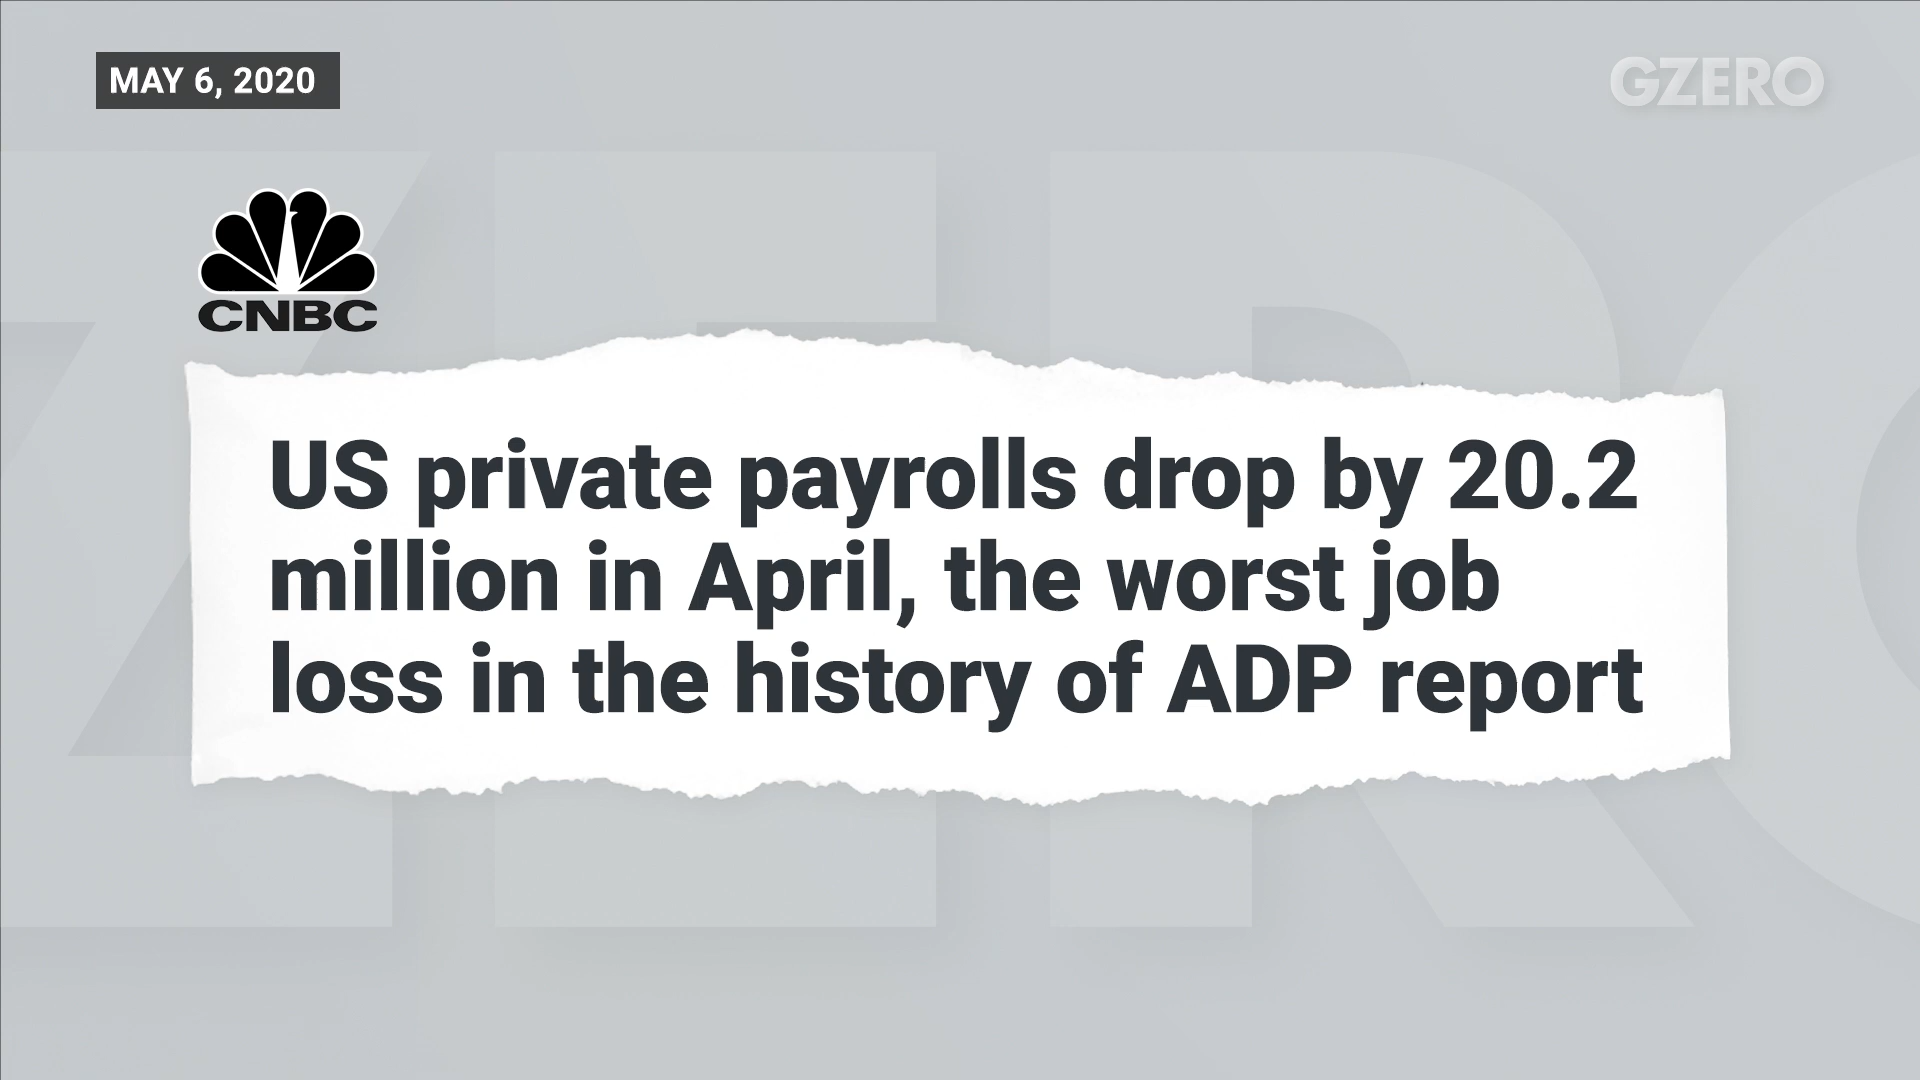 MAY 6, 2020
GZERO
CNBC
US private payrolls drop by 20.2
million in April, the worst job
loss in the history of ADP report